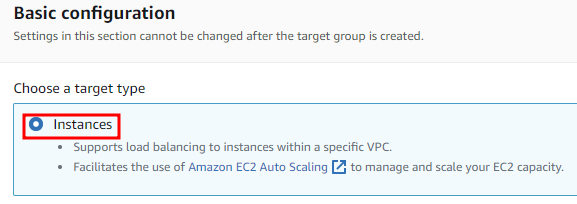 Basic configuration
Settings in this section cannot be changed after the target group is created.
Choose a target type
Instances
• Supports load balancing to instances within a specific VPC.
• Facilitates the use of Amazon EC2 Auto Scaling to manage and scale your EC2 capacity.